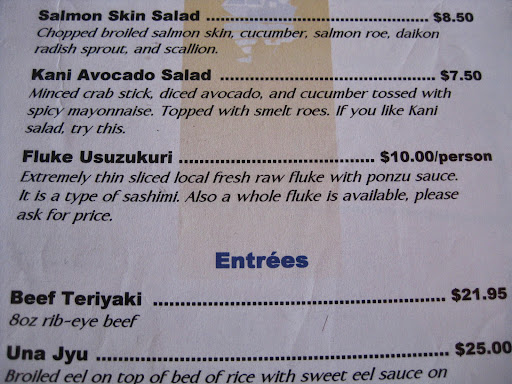 Salmon Skin Salad ........................................ $8.50
Chopped broiled salmon skin, cucumber, salmon roe, daikon
radish sprout, and scallion.
Kani Avocado Salad ........................................ $7.50
Minced crab stick, diced avocado, and cucumber tossed with
spicy mayonnaise. Topped with smelt roes. If you like Kani
salad, try this.
Fluke Usuzukuri ........................................ $10.00/person
Extremely thin sliced local fresh raw fluke with ponzu sauce.
It is a type of sashimi. Also a whole fluke is available, please
ask for price.
Entrées
Beef Teriyaki ........................................ $21.95
8oz rib-eye beef
Una Jyu ........................................ $25.00
Broiled eel on top of bed of rice with sweet eel sauce on